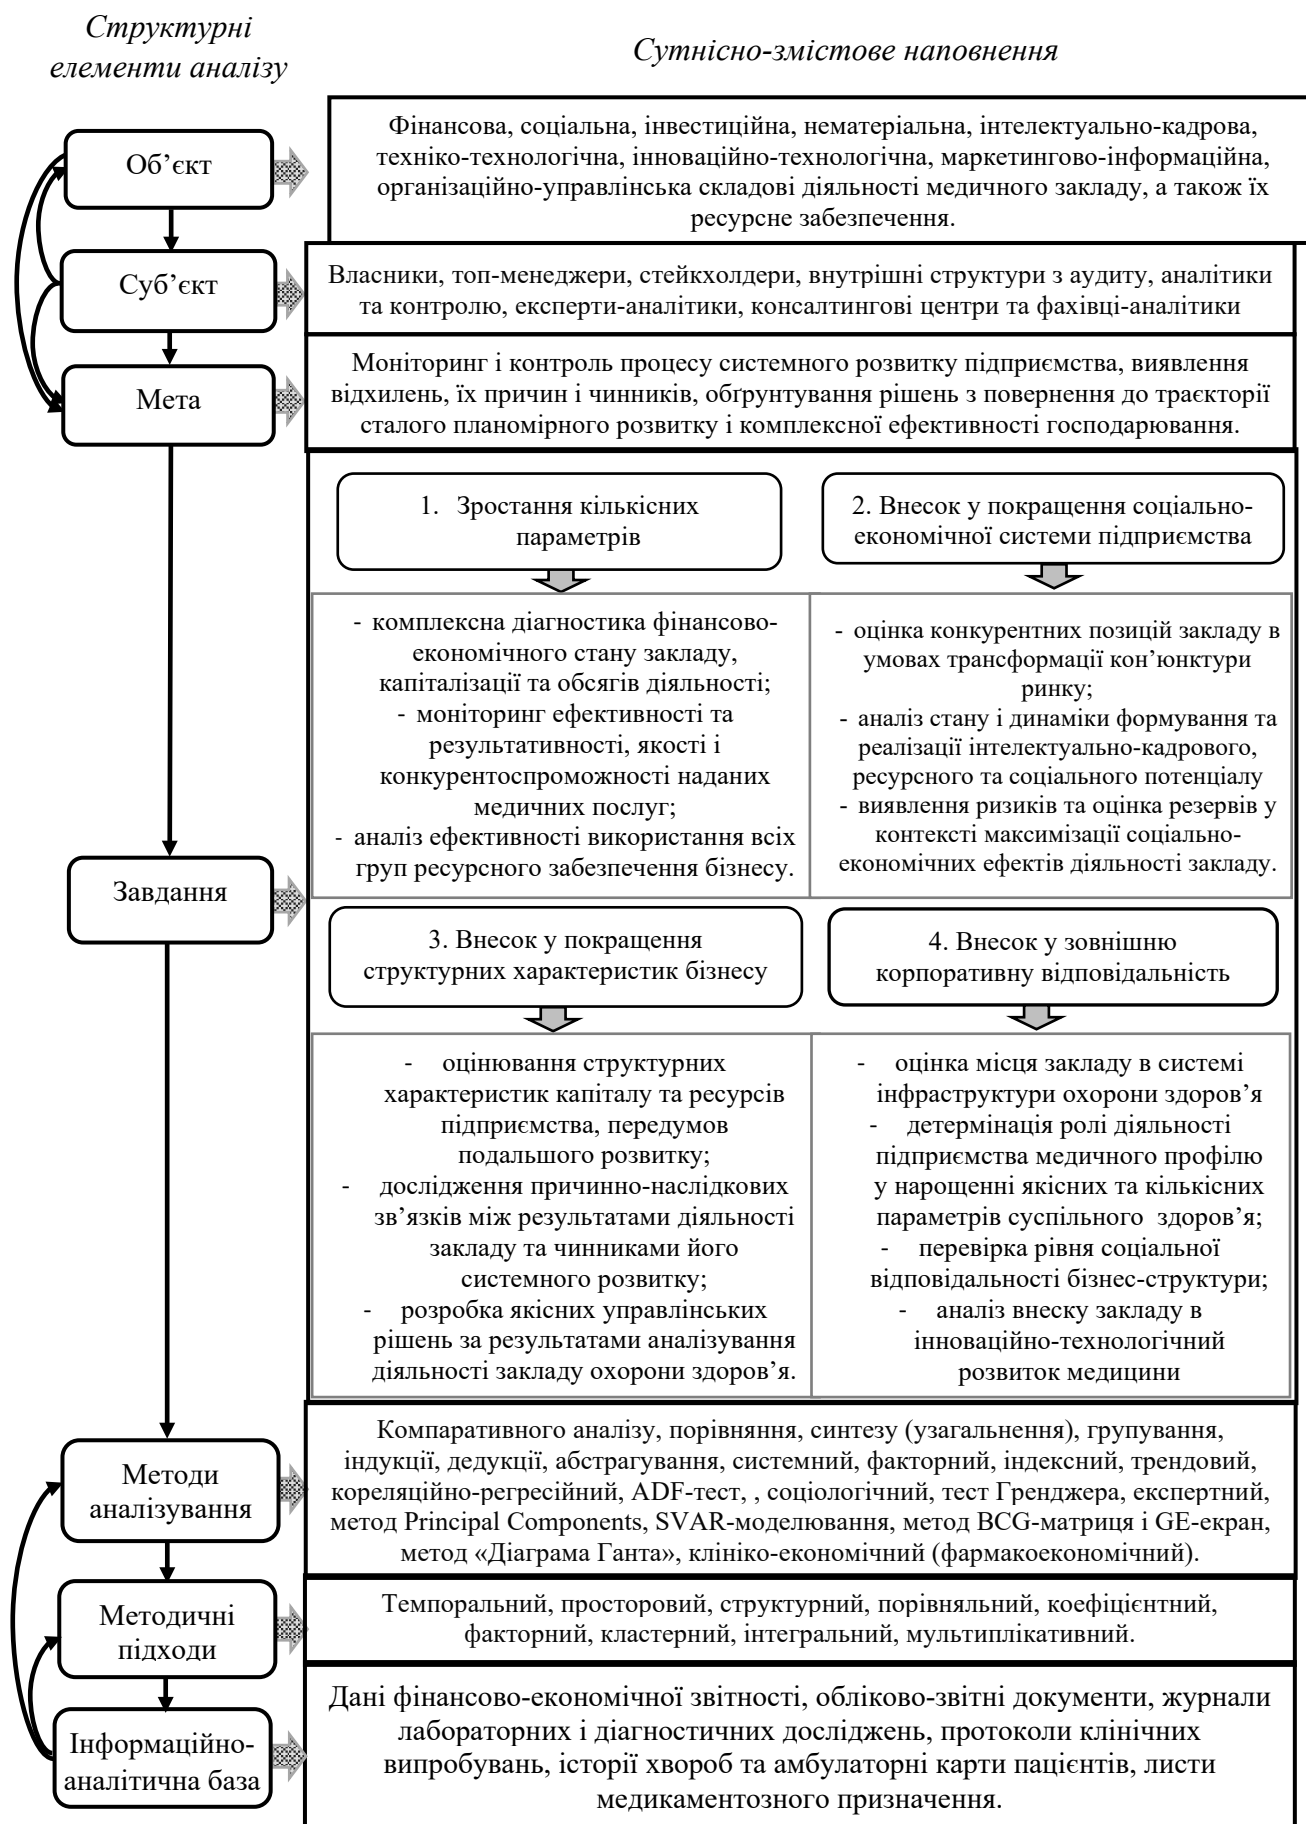 Структурні
елементи аналізу
Сутнісно-змістове наповнення
Об’єкт
Фінансова, соціальна, інвестиційна, нематеріальна, інтелектуально-кадрова,
техніко-технологічна, інноваційно-технологічна, маркетингово-інформаційна,
організаційно-управлінська складові діяльності медичного закладу, а також їх
ресурсне забезпечення.
Суб’єкт
Власники, топ-менеджери, стейкхолдери, внутрішні структури з аудиту, аналітики
та контролю, експерти-аналітики, консалтингові центри та фахівці-аналітики
Мета
Моніторинг і контроль процесу системного розвитку підприємства, виявлення
відхилень, їх причин і чинників, обґрунтування рішень з повернення до траєкторії
сталого планомірного розвитку і комплексної ефективності господарювання.
Завдання
1. Зростання кількісних
параметрів
- комплексна діагностика фінансово-
економічного стану закладу,
капіталізації та обсягів діяльності;
- моніторинг ефективності та
результативності, якості і
конкурентоспроможності наданих
медичних послуг;
- аналіз ефективності використання всіх
груп ресурсного забезпечення бізнесу.
2. Внесок у покращення соціально-
економічної системи підприємства
- оцінка конкурентних позицій закладу в
умовах трансформації кон’юнктури
ринку;
- аналіз стану і динаміки формування та
реалізації інтелектуально-кадрового,
ресурсного та соціального потенціалу
- виявлення ризиків та оцінка резервів у
контексті максимізації соціально-
економічних ефектів діяльності закладу.
3. Внесок у покращення
структурних характеристик бізнесу
- оцінювання структурних
характеристик капіталу та ресурсів
підприємства, передумов
подальшого розвитку;
- дослідження причинно-наслідкових
зв’язків між результатами діяльності
закладу та чинниками його
системного розвитку;
- розробка якісних управлінських
рішень за результатами аналізування
діяльності закладу охорони здоров’я.
4. Внесок у зовнішню
корпоративну відповідальність
- оцінка місця закладу в системі
інфраструктури охорони здоров’я
- детермінація ролі діяльності
підприємства медичного профілю
у нарощенні якісних та кількісних
параметрів суспільного здоров’я;
- перевірка рівня соціальної
відповідальності бізнес-структури;
- аналіз внеску закладу в
інноваційно-технологічний
розвиток медицини
Методи
аналізування
Компаративного аналізу, порівняння, синтезу (узагальнення), групування,
індукції, дедукції, абстрагування, системний, факторний, індексний, трендовий,
кореляційно-регресійний, ADF-тест, , соціологічний, тест Гренджера, експертний,
метод Principal Components, SVAR-моделювання, метод BCG-матриця і GE-екран,
метод «Діаграма Ганта», клініко-економічний (фармакоекономічний).
Методичні
підходи
Темпоральний, просторовий, структурний, порівняльний, коефіцієнтний,
факторний, кластерний, інтегральний, мультиплікативний.
Інформаційно-
аналітична база
Дані фінансово-економічної звітності, обліково-звітні документи, журнали
лабораторних і діагностичних досліджень, протоколи клінічних
випробувань, історії хвороб та амбулаторні карти пацієнтів, листи
медикаментозного призначення.